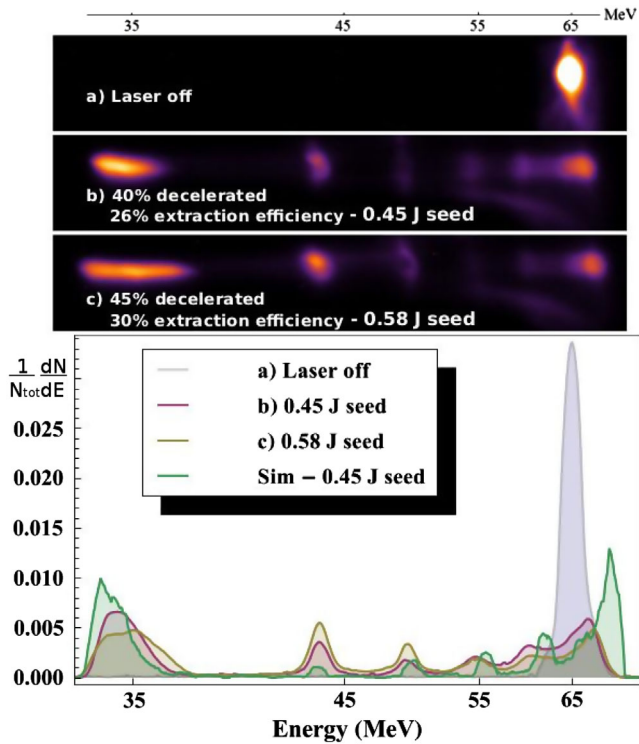 MeV
35 45 55 65
a) Laser off
b) 40% decelerated
26% extraction efficiency - 0.45 J seed
c) 45% decelerated
30% extraction efficiency - 0.58 J seed
1 dN
Ntot dE
a) Laser off
b) 0.45 J seed
c) 0.58 J seed
Sim − 0.45 J seed
0.025
0.020
0.015
0.010
0.005
0.000
35 45 55 65
Energy (MeV)